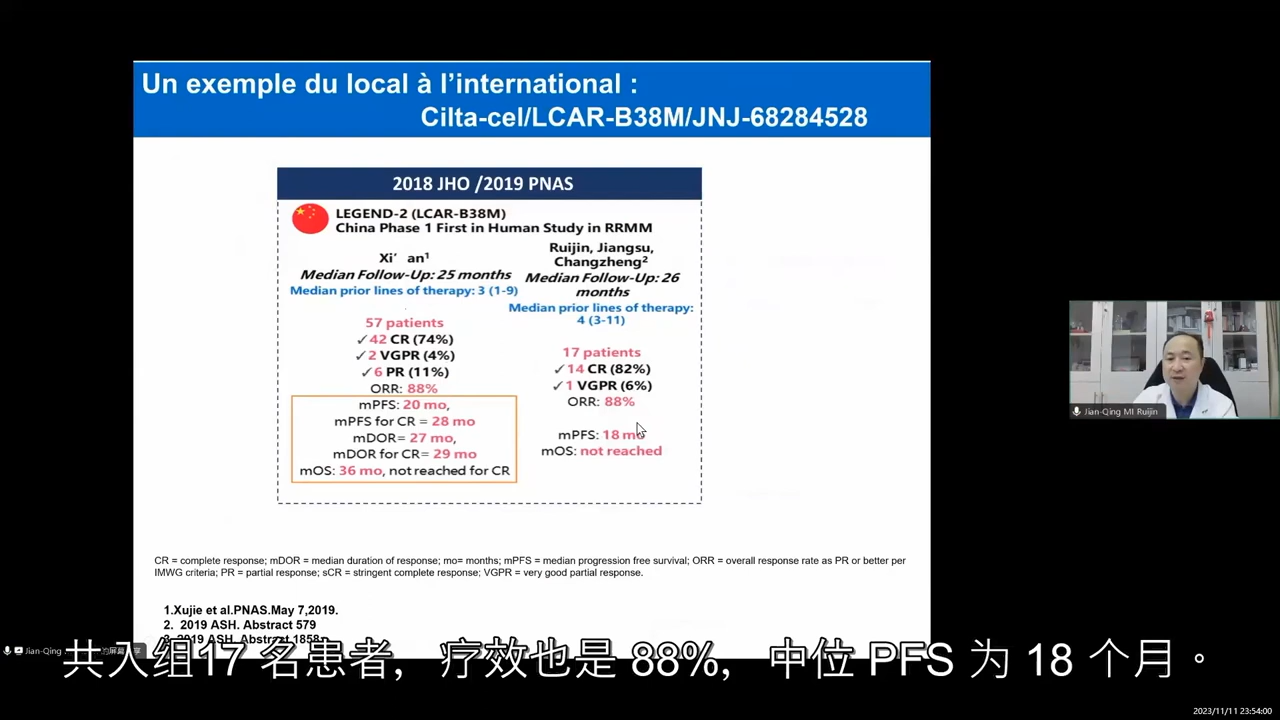 Un exemple du local à l'international :
Cilta-cel/LCAR-B38M/JNJ-68284528
2018 JHO /2019 PNAS
LEGEND-2 (LCAR-B38M)
China Phase 1 First in Human Study in RRMM
Xi' an¹
Median Follow-Up: 25 months
Median prior lines of therapy: 3 (1-9)
57 patients
✓42 CR (74%)
✓2 VGPR (4%)
✓6 PR (11%)
ORR: 88%
mPFS: 20 mo,
mPFS for CR = 28 mo
mDOR= 27 mo,
mDOR for CR= 29 mo
mOS: 36 mo, not reached for CR
Ruijin, Jiangsu,
Changzheng²
Median Follow-Up: 26
months
Median prior lines of therapy:
4 (3-11)
17 patients
✓14 CR (82%)
✓1 VGPR (6%)
ORR: 88%
mPFS: 18 mo
mOS: not reached
CR = complete response; mDOR = median duration of response; mo= months; mPFS = median progression free survival; ORR = overall response rate as PR or better per
IMWG criteria; PR = partial response; sCR = stringent complete response; VGPR = very good partial response.
1.Xujie et al.PNAS.May 7,2019.
2. 2019 ASH. Abstract 579
3. 2019 ASH. Abstract 1858
Jian-Qing MI Ruijin
Jian-Qing
共入组17 名患者，疗效也是 88%，中位 PFS 为 18 个月。
2023/11/11 23:54:00